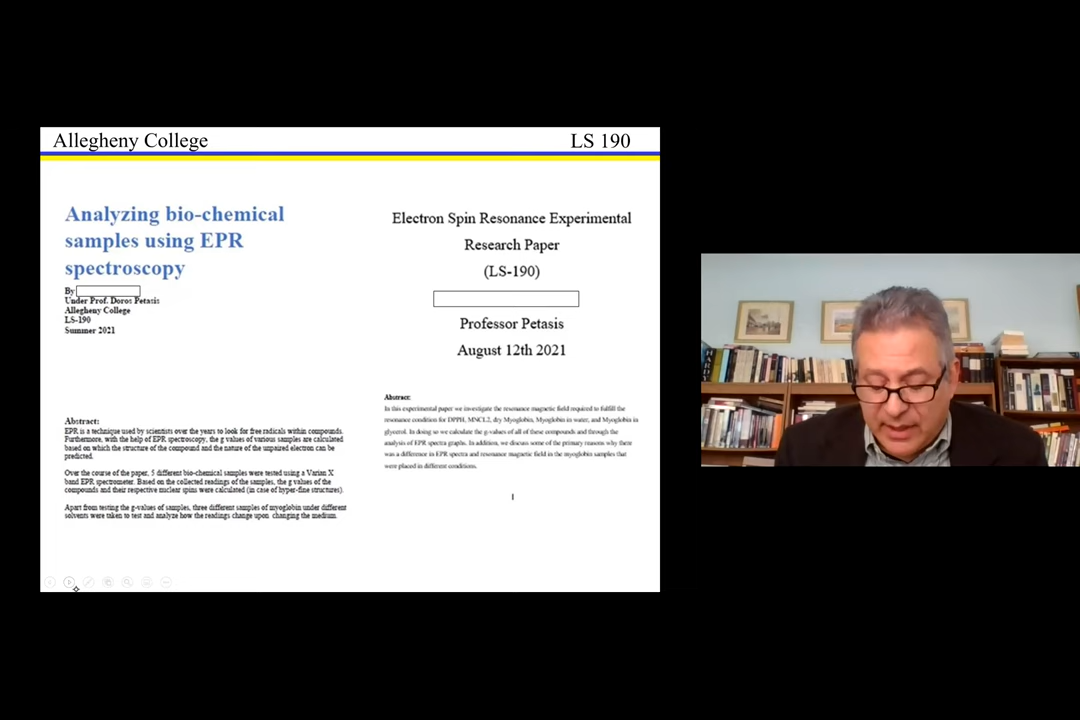 Allegheny College
LS 190
Analyzing bio-chemical
samples using EPR
spectroscopy
By
Under Prof. Doros Petasis
Allegheny College
LS-190
Summer 2021
Abstract:
EPR is a technique used by scientists over the years to look for free radicals within compounds.
Furthermore, with the help of EPR spectroscopy, the g values of various samples are calculated
based on which the structure of the compound and the nature of the unpaired electron can be
predicted.
Over the course of the paper, 5 different bio-chemical samples were tested using a Varian X
band EPR spectrometer. Based on the collected readings of the samples, the g values of the
compounds and their respective nuclear spins were calculated (in case of hyper-fine structures).
Apart from testing the g-values of samples, three different samples of myoglobin under different
solvents were taken to test and analyze how the readings change upon changing the medium.
Electron Spin Resonance Experimental
Research Paper
(LS-190)
Professor Petasis
August 12th 2021
Abstract:
In this experimental paper we investigate the resonance magnetic field required to fulfill the
resonance condition for DPPH, MNCL2, dry Myoglobin, Myoglobin in water, and Myoglobin in
glycerol. In doing so we calculate the g-values of all of these compounds and through the
analysis of EPR spectra graphs. In addition, we discuss some of the primary reasons why there
was a difference in EPR spectra and resonance magnetic field in the myoglobin samples that
were placed in different conditions.
1
HARDY